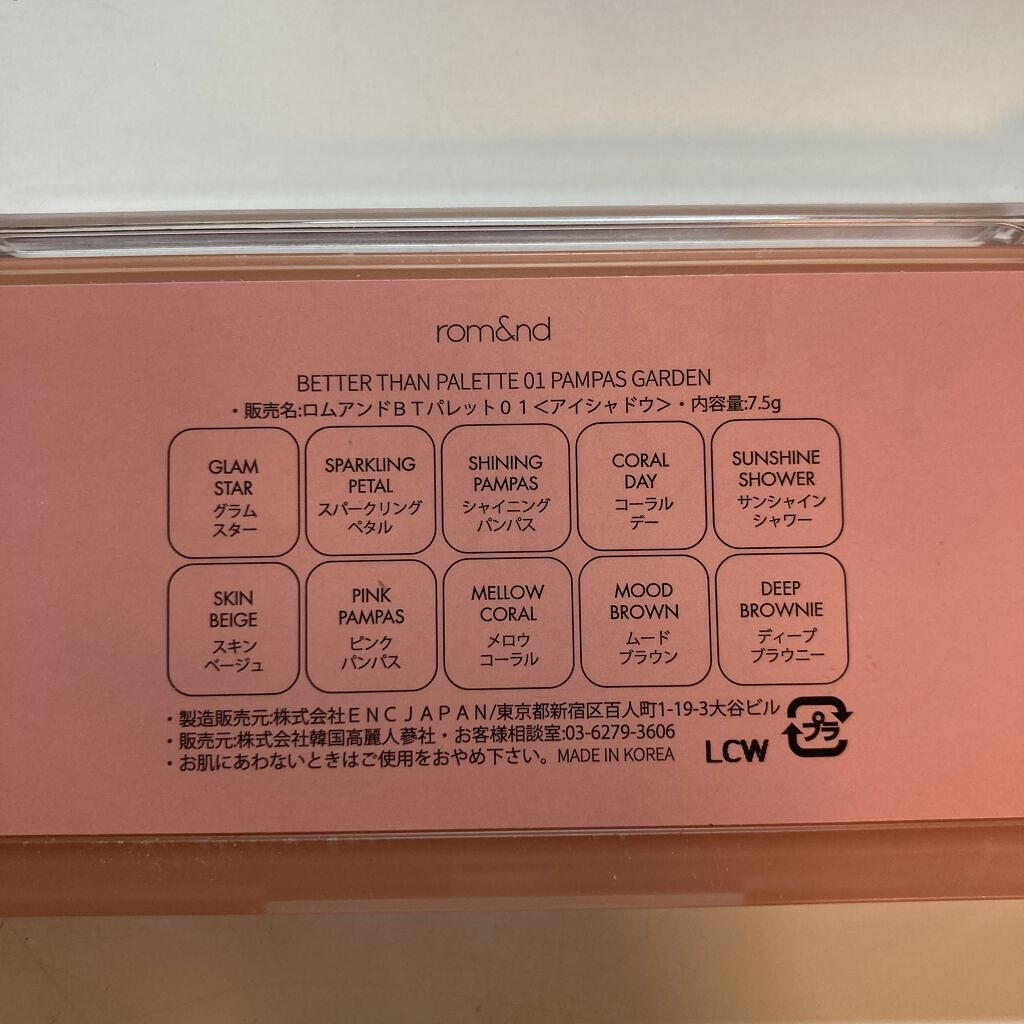 rom&nd
BETTER THAN PALETTE 01 PAMPAS GARDEN
・販売名:ロムアンドＢＴパレット０１＜アイシャドウ＞・内容量:7.5g
GLAM
STAR
グラム
スター
SPARKLING
PETAL
スパークリング
ペタル
SHINING
PAMPAS
シャイニング
パンパス
CORAL
DAY
コーラル
デー
SUNSHINE
SHOWER
サンシャイン
シャワー
SKIN
BEIGE
スキン
ベージュ
PINK
PAMPAS
ピンク
パンパス
MELLOW
CORAL
メロウ
コーラル
MOOD
BROWN
ムード
ブラウン
DEEP
BROWNIE
ディープ
ブラウニー
・製造販売元:株式会社ＥＮＣＪＡＰＡＮ/東京都新宿区百人町1-19-3大谷ビル
・販売元:株式会社韓国高麗人蔘社・お客様相談室:03-6279-3606
・お肌にあわないときはご使用をおやめ下さい。MADE IN KOREA
LCW
プラ